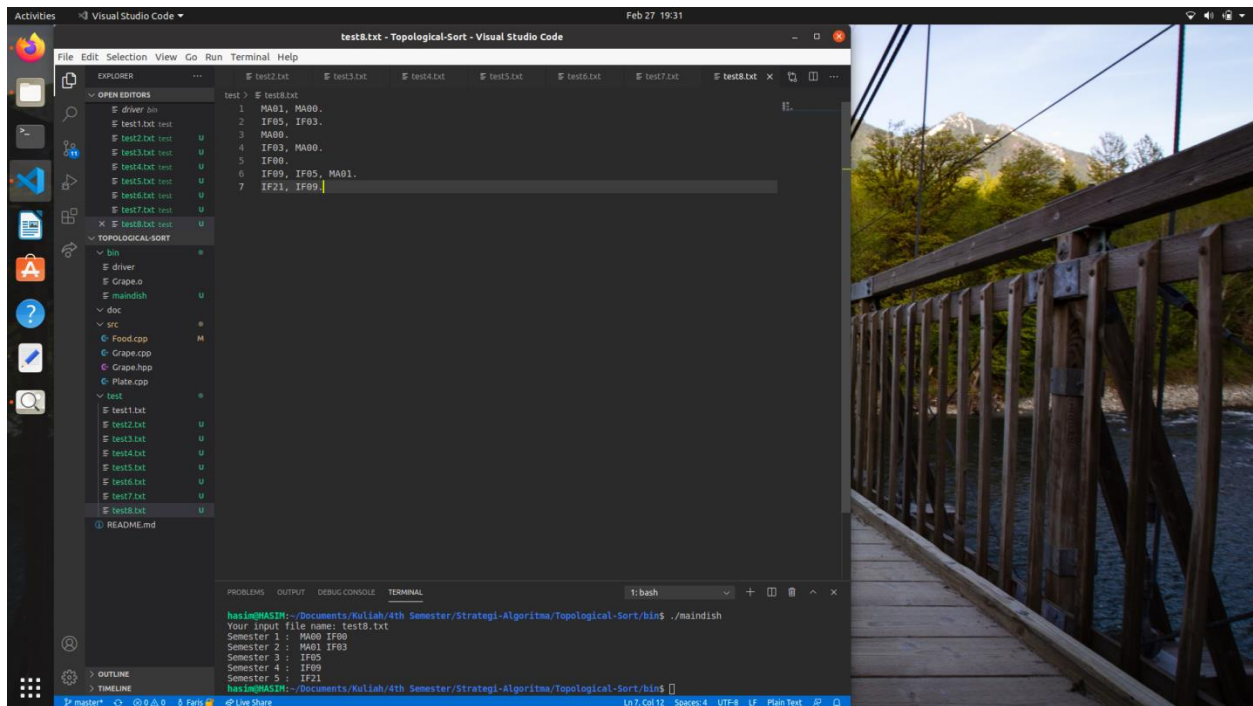 Activities Visual Studio Code Feb 27 19:31
test8.txt - Topological-Sort - Visual Studio Code
File Edit Selection View Go Run Terminal Help
EXPLORER
OPEN EDITORS
driver bin
test1.txt test
test2.txt test U
test3.txt test U
test4.txt test U
test5.txt test U
test6.txt test U
test7.txt test U
test8.txt test U
TOPOLOGICAL-SORT
bin
driver
Grape.o
maindish U
doc
src
Food.cpp M
Grape.cpp
Grape.hpp
Plate.cpp
test
test1.txt
test2.txt U
test3.txt U
test4.txt U
test5.txt U
test6.txt U
test7.txt U
test8.txt U
README.md
OUTLINE
TIMELINE
test2.txt test3.txt test4.txt test5.txt test6.txt test7.txt test8.txt
test > test8.txt
1 MA01, MA00.
2 IF05, IF03.
3 MA00.
4 IF03, MA00.
5 IF00.
6 IF09, IF05, MA01.
7 IF21, IF09.
PROBLEMS OUTPUT DEBUG CONSOLE TERMINAL 1: bash
hasim@HASIM:~/Documents/Kuliah/4th Semester/Strategi-Algoritma/Topological-Sort/bin$ ./maindish
Your input file name: test8.txt
Semester 1 : MA00 IF00
Semester 2 : MA01 IF03
Semester 3 : IF05
Semester 4 : IF09
Semester 5 : IF21
hasim@HASIM:~/Documents/Kuliah/4th Semester/Strategi-Algoritma/Topological-Sort/bin$
master* 0 0 0 Faris Live Share Ln 7, Col 12 Spaces: 4 UTF-8 LF Plain Text